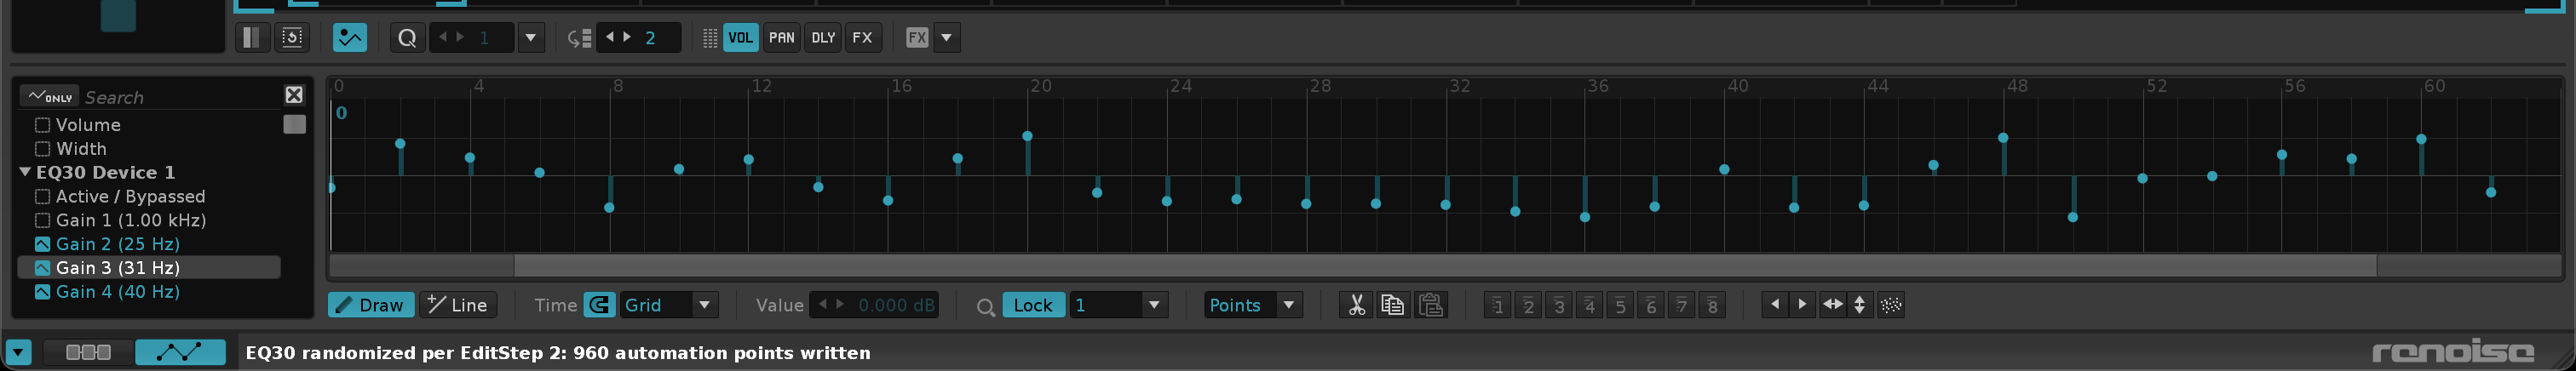 1 2 VOL PAN DLY FX FX
ONLY Search 0 4 8 12 16 20 24 28 32 36 40 44 48 52 56 60
0
Volume
Width
EQ30 Device 1
Active / Bypassed
Gain 1 (1.00 kHz)
Gain 2 (25 Hz)
Gain 3 (31 Hz)
Gain 4 (40 Hz)
Draw Line Time Grid Value 0.000 dB Lock 1 Points 1 2 3 4 5 6 7 8
EQ30 randomized per EditStep 2: 960 automation points written renoise